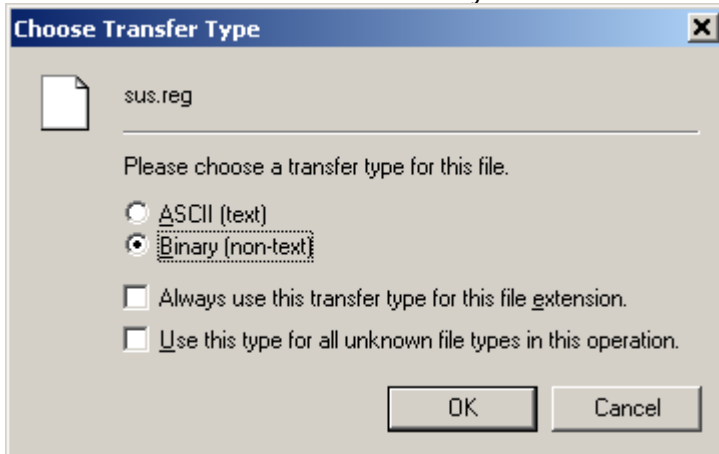 Choose Transfer Type
sus.reg
Please choose a transfer type for this file.
ASCII (text)
Binary (non-text)
Always use this transfer type for this file extension.
Use this type for all unknown file types in this operation.
OK Cancel